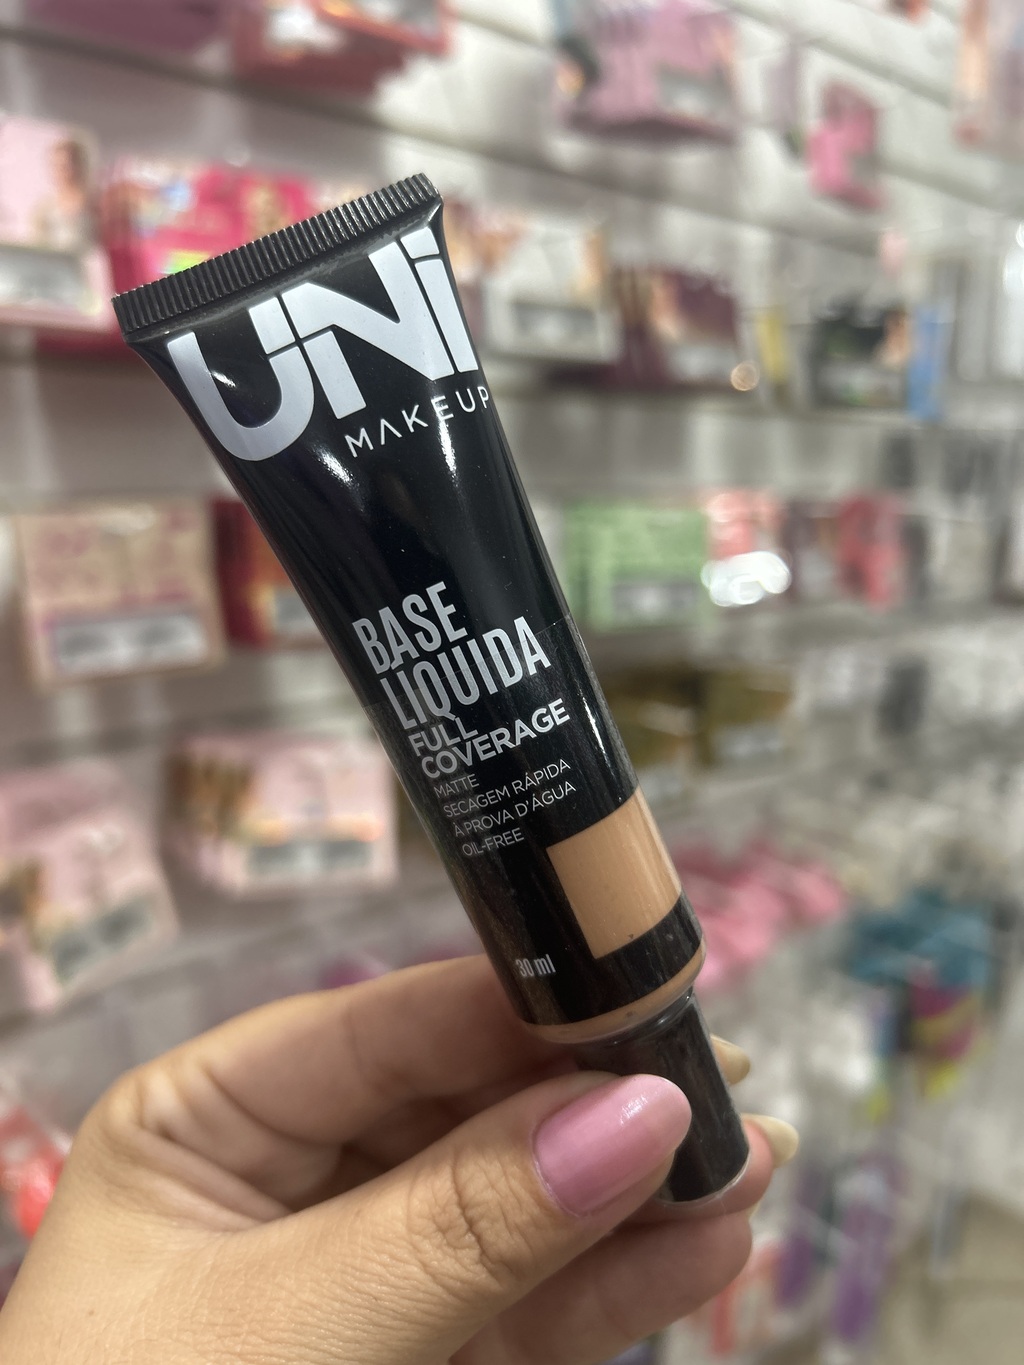 UNi
MAKEUP
BASE
LIQUIDA
FULL
COVERAGE
MATTE
SECAGEM RÁPIDA
À PROVA D'ÁGUA
OIL-FREE
30 ml